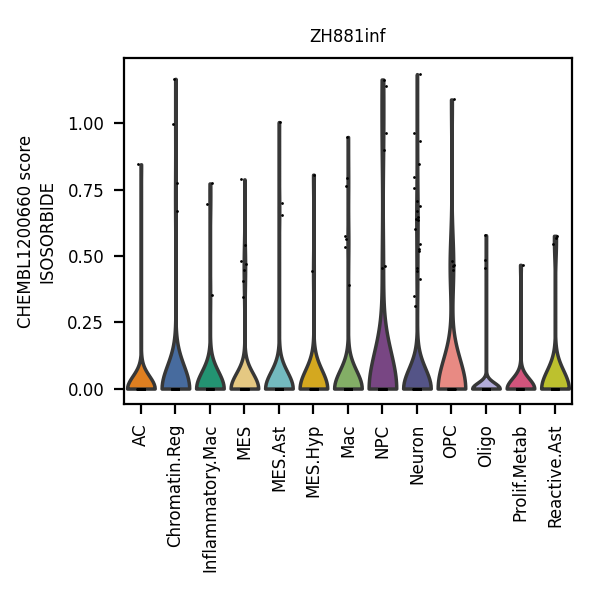 ZH881inf
CHEMBL1200660 score
ISOSORBIDE
1.00
0.75
0.50
0.25
0.00
AC
Chromatin.Reg
Inflammatory.Mac
MES
MES.Ast
MES.Hyp
Mac
NPC
Neuron
OPC
Oligo
Prolif.Metab
Reactive.Ast